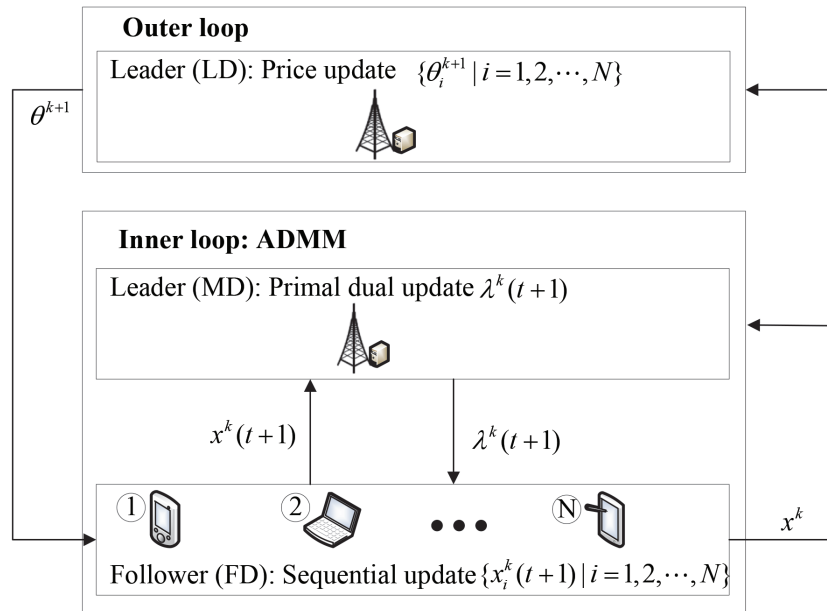 Outer loop
Leader (LD): Price update {θ_i^{k+1} | i = 1, 2, ⋯, N}
θ^{k+1}
Inner loop: ADMM
Leader (MD): Primal dual update λ^k(t+1)
x^k(t+1)
λ^k(t+1)
1
2
•••
N
x^k
Follower (FD): Sequential update {x_i^k(t+1) | i = 1, 2, ⋯, N}